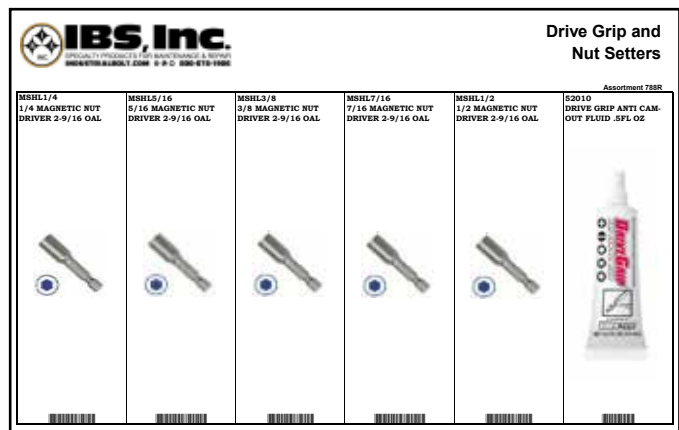 IBS, Inc.
SPECIALTY PRODUCTS FOR MAINTENANCE & REPAIR
INDUSTRIALBOLT.COM
Drive Grip and
Nut Setters
Assortment 788R
MSHL1/4
1/4 MAGNETIC NUT
DRIVER 2-9/16 OAL
MSHL5/16
5/16 MAGNETIC NUT
DRIVER 2-9/16 OAL
MSHL3/8
3/8 MAGNETIC NUT
DRIVER 2-9/16 OAL
MSHL7/16
7/16 MAGNETIC NUT
DRIVER 2-9/16 OAL
MSHL1/2
1/2 MAGNETIC NUT
DRIVER 2-9/16 OAL
52010
DRIVE GRIP ANTI CAM-
OUT FLUID .5FL OZ
DRIVEGRIP